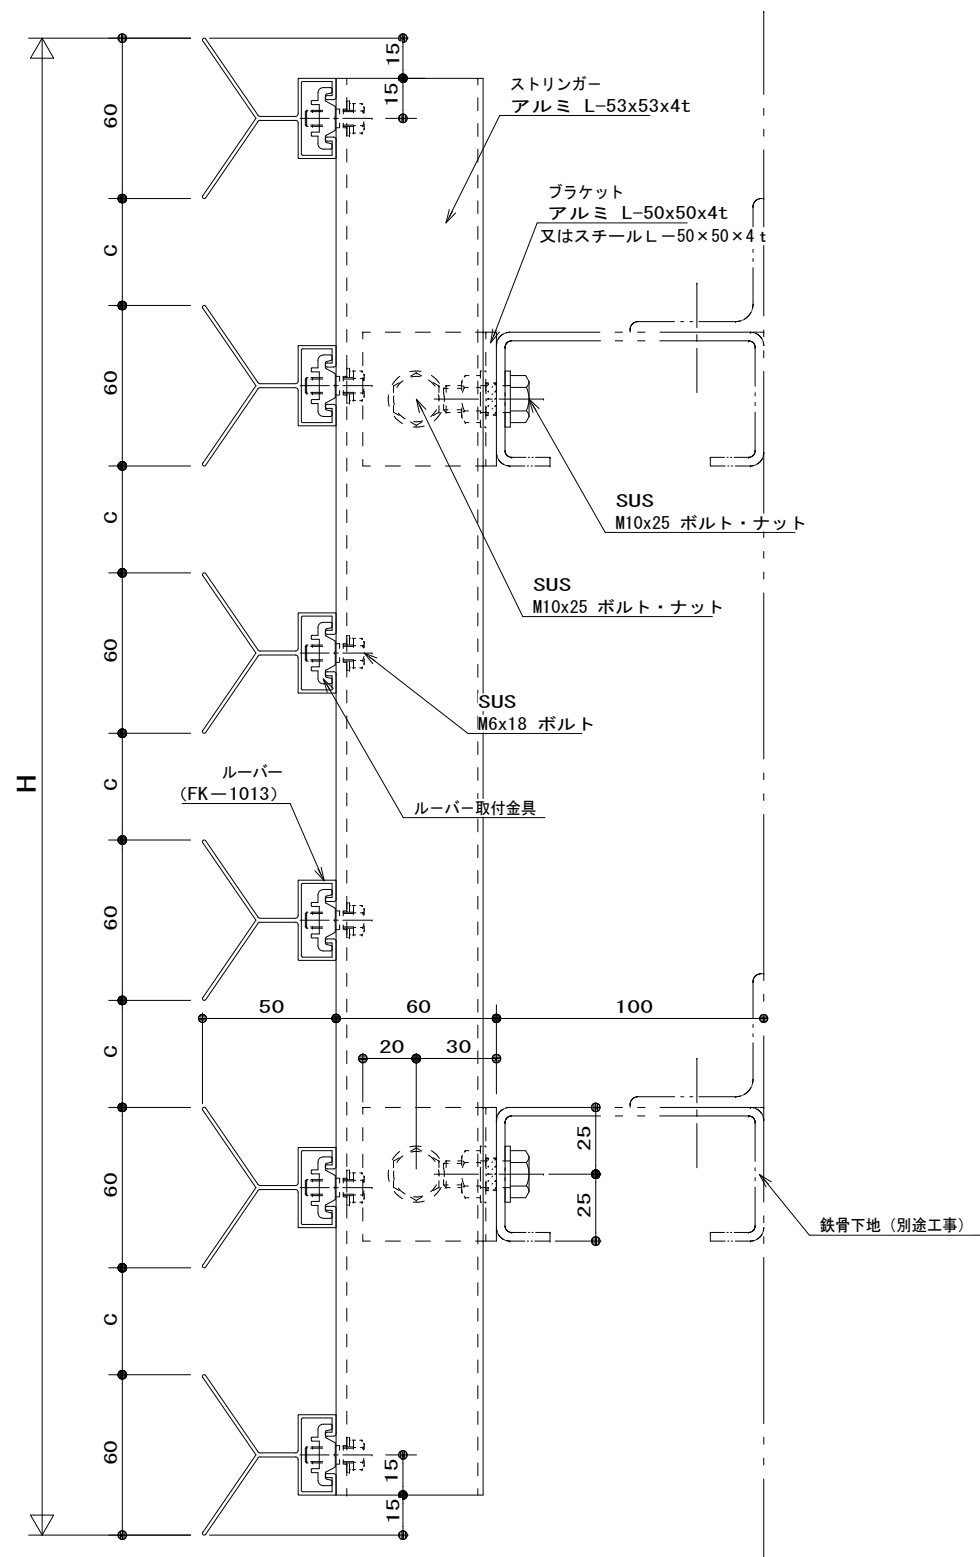 15
15
ストリンガー
アルミ L-53x53x4t
60
ブラケット
アルミ L-50x50x4t
又はスチールL−50×50×4t
C
60
SUS
M10x25 ボルト・ナット
C
SUS
M10x25 ボルト・ナット
60
SUS
M6x18 ボルト
H
C
ルーバー
(FK−1013)
ルーバー取付金具
60
50
60
100
C
20
30
25
60
25
鉄骨下地（別途工事）
C
60
15
15